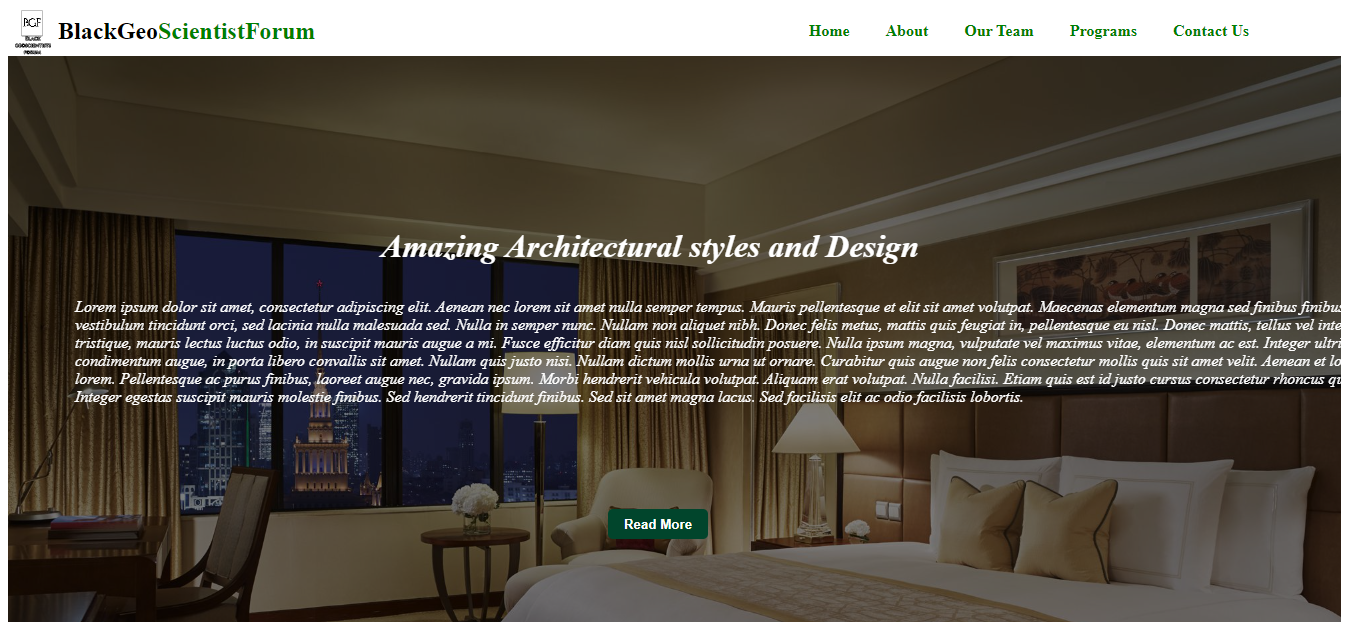 BGF
BLACK
GEOSCIENTISTS
FORUM
BlackGeoScientistForum
Home About Our Team Programs Contact Us
Amazing Architectural styles and Design
Lorem ipsum dolor sit amet, consectetur adipiscing elit. Aenean nec lorem sit amet nulla semper tempus. Mauris pellentesque et elit sit amet volutpat. Maecenas elementum magna sed finibus finibus
vestibulum tincidunt orci, sed lacinia nulla malesuada sed. Nulla in semper nunc. Nullam non aliquet nibh. Donec felis metus, mattis quis feugiat in, pellentesque eu nisl. Donec mattis, tellus vel inte
tristique, mauris lectus luctus odio, in suscipit mauris augue a mi. Fusce efficitur diam quis nisl sollicitudin posuere. Nulla ipsum magna, vulputate vel maximus vitae, elementum ac est. Integer ultri
condimentum augue, in porta libero convallis sit amet. Nullam quis justo nisi. Nullam dictum mollis urna ut ornare. Curabitur quis augue non felis consectetur mollis quis sit amet velit. Aenean et lo
lorem. Pellentesque ac purus finibus, laoreet augue nec, gravida ipsum. Morbi hendrerit vehicula volutpat. Aliquam erat volutpat. Nulla facilisi. Etiam quis est id justo cursus consectetur rhoncus qu
Integer egestas suscipit mauris molestie finibus. Sed hendrerit tincidunt finibus. Sed sit amet magna lacus. Sed facilisis elit ac odio facilisis lobortis.
Read More